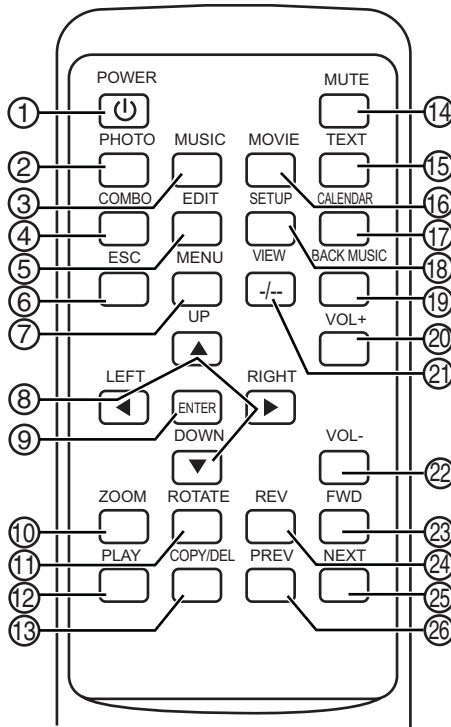 POWER MUTE
① ⑭
PHOTO MUSIC MOVIE TEXT
② ⑮
③ ⑯
COMBO EDIT SETUP CALENDAR
④ ⑰
⑤ ⑱
ESC MENU VIEW BACK MUSIC
⑥ -/-- ⑲
⑦ UP VOL+
⑳
㉑
LEFT RIGHT
⑧
⑨ ENTER
DOWN VOL-
㉒
ZOOM ROTATE REV FWD
⑩ ㉓
⑪ ㉔
PLAY COPY/DEL PREV NEXT
⑫ ㉕
⑬ ㉖